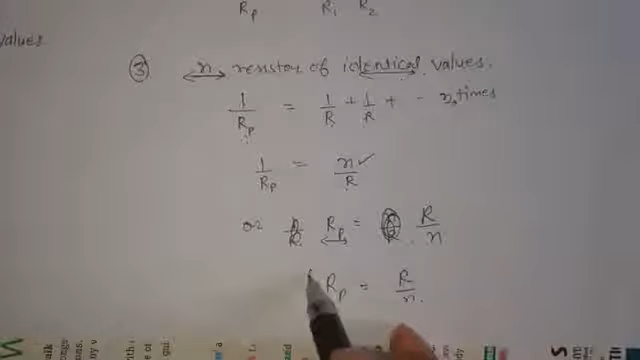 Rp R1 R2
values
③ n resistor of identical values.
1/Rp = 1/R + 1/R + - n times
1/Rp = n/R ✓
or Rp = R/n
Rp = R/n